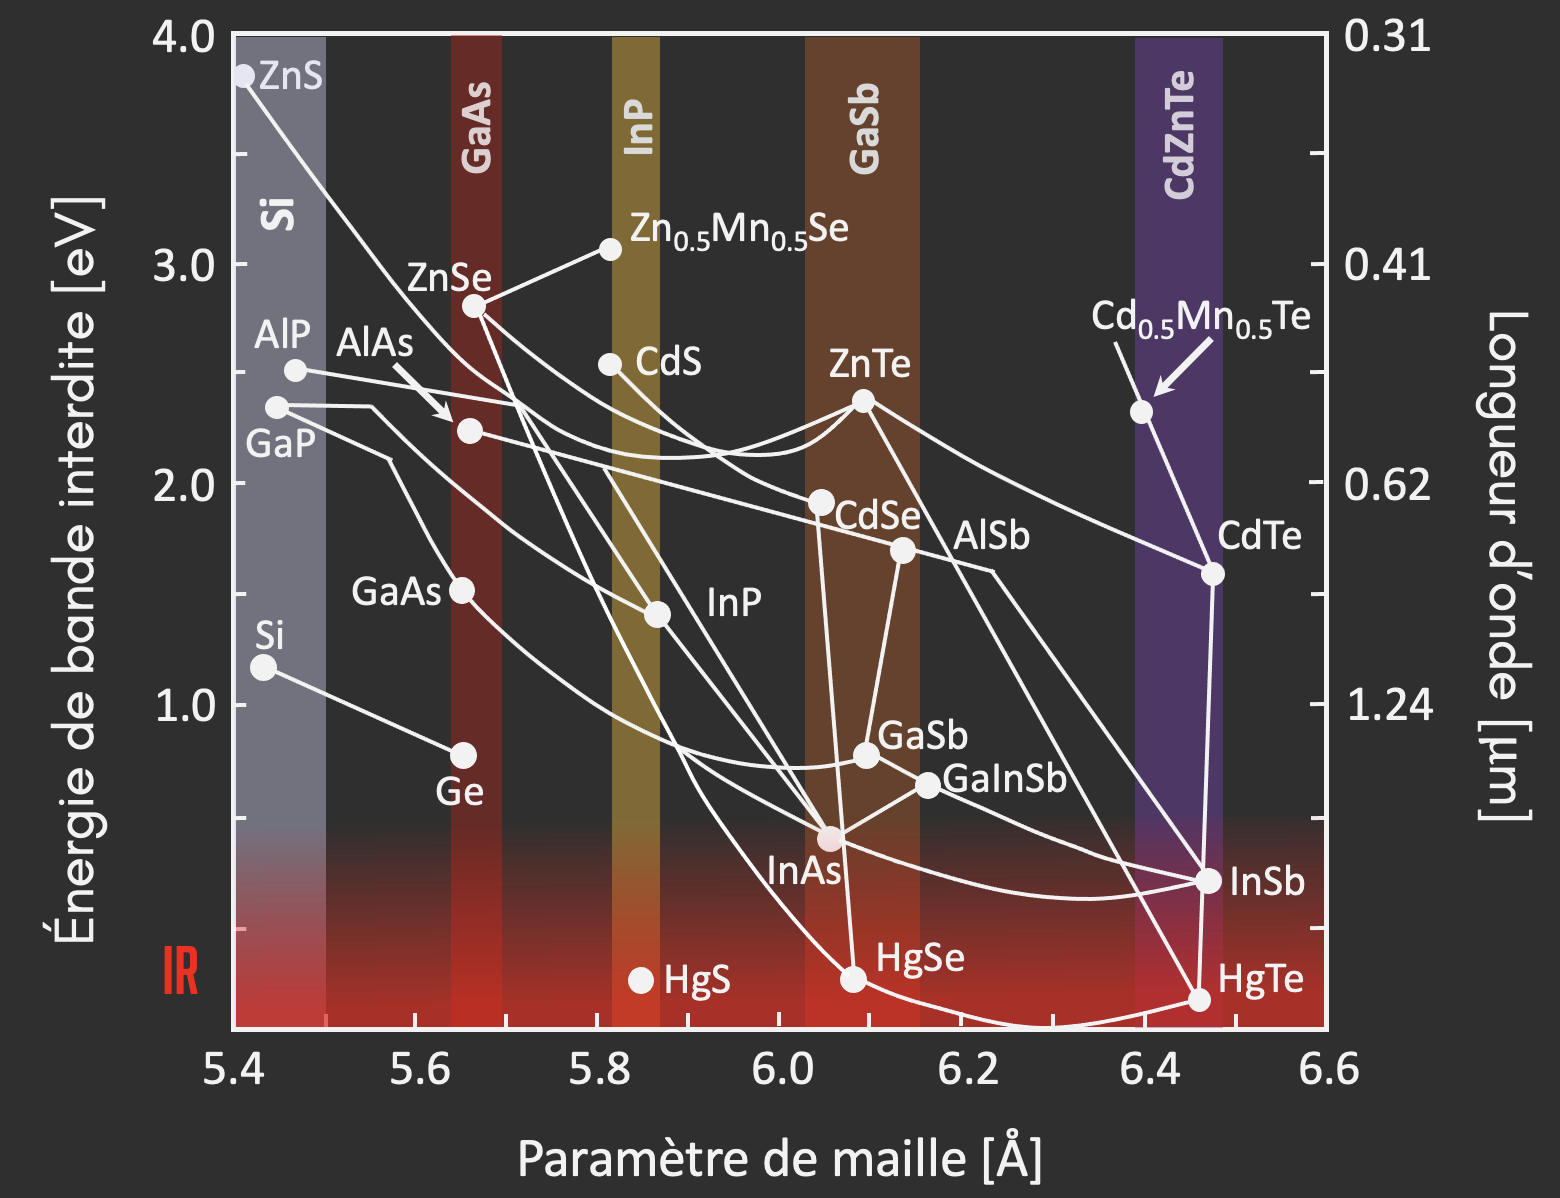 4.0
0.31
ZnS
GaAs
InP
GaSb
CdZnTe
Si
Zn₀.₅Mn₀.₅Se
3.0
0.41
ZnSe
Cd₀.₅Mn₀.₅Te
AlP
AlAs
CdS
ZnTe
GaP
2.0
0.62
CdSe
AlSb
CdTe
GaAs
InP
Si
1.0
1.24
GaSb
GaInSb
Ge
InAs
InSb
IR
HgS
HgSe
HgTe
5.4
5.6
5.8
6.0
6.2
6.4
6.6
Paramètre de maille [Å]
Énergie de bande interdite [eV]
Longueur d'onde [µm]